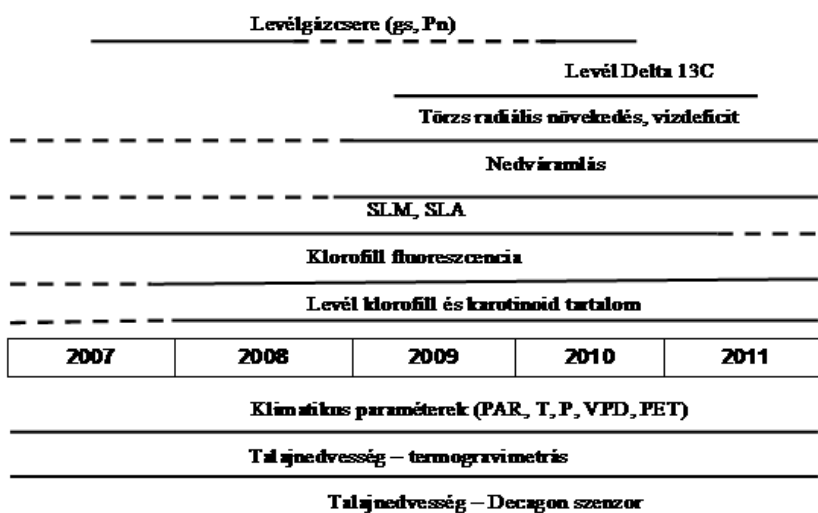 Levélgázcsere (gs, Pn)
Levél Delta 13C
Törzs radiális növekedés, vízdeficit
Nedváramlás
SLM, SLA
Klorofill fluoreszcencia
Levél klorofill és karotinoid tartalom
2007 2008 2009 2010 2011
Klimatikus paraméterek (PAR, T, P, VPD, PET)
Talajnedvesség – termogravimetrás
Talajnedvesség – Decagon szenzor